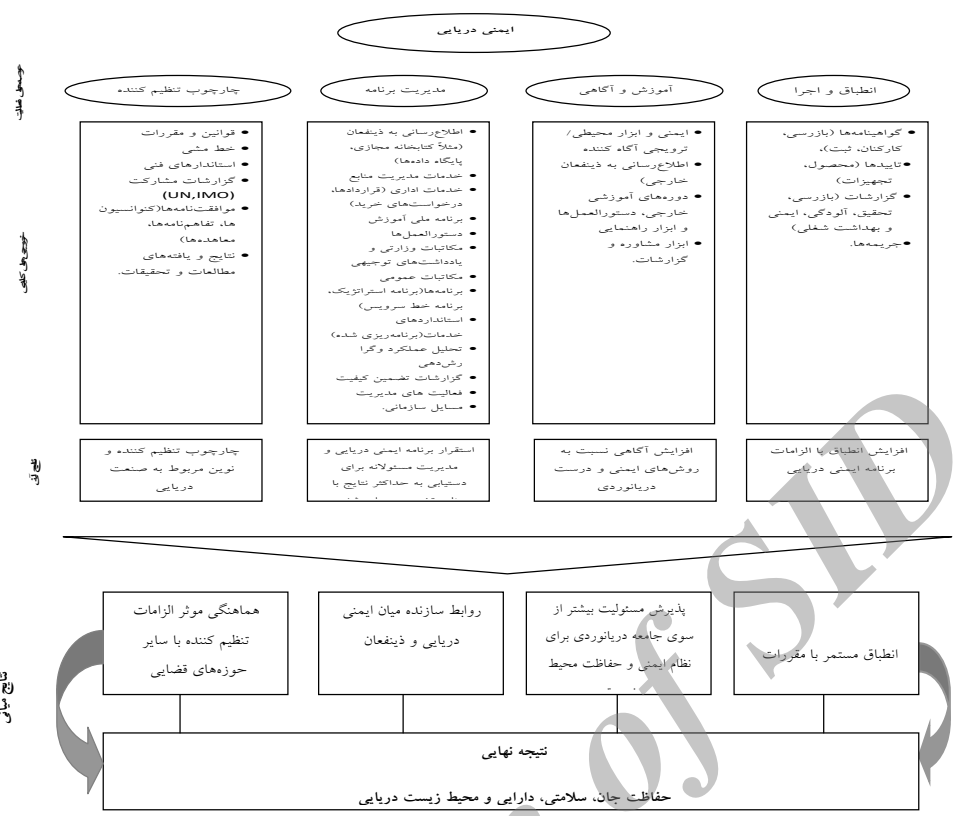 ایمنی دریایی
چارچوب تنظیم کننده
مدیریت برنامه
آموزش و آگاهی
انطباق و اجرا
• قوانین و مقررات
• خط مشی
• استاندارهای فنی
• گزارشات مشارکت
(UN,IMO)
• موافقت‌نامه‌ها(کنوانسیون
ها، تفاهم‌نامه‌ها،
معاهده‌ها)
• نتایج و یافته‌های
مطالعات و تحقیقات.
• اطلاع‌رسانی به ذینفعان
(مثلاً کتابخانه مجازی،
پایگاه داده‌ها)
• خدمات مدیریت منابع
• خدمات اداری (قراردادها،
درخواست‌های خرید)
• برنامه ملی آموزش
• دستورالعمل‌ها
• مکاتبات وزارتی و
یادداشت‌های توجیهی
• مکاتبات عمومی
• برنامه‌ها(برنامه استراتژیک،
برنامه خط سرویس)
• استانداردهای
خدمات(برنامه‌ریزی شده)
• تحلیل عملکرد وگزا
رش‌دهی
• گزارشات تضمین کیفیت
• فعالیت های مدیریت
• مسایل سازمانی.
• ایمنی و ابزار محیطی/
ترویجی آگاه کننده
• اطلاع‌رسانی به ذینفعان
خارجی)
• دوره‌های آموزشی
خارجی، دستورالعمل‌ها
و ابزار راهنمایی
• ابزار مشاوره و
گزارشات.
• گواهینامه‌ها (بازرسی،
کارکنان، ثبت)،
• تاییدها (محصول،
تجهیزات)
• گزارشات (بازرسی،
تحقیق، آلودگی، ایمنی
و بهداشت شغلی)
• جریمه‌ها.
چارچوب تنظیم کننده و
نوین مربوط به صنعت
دریایی
استقرار برنامه ایمنی دریایی و
مدیریت مسئولانه برای
دستیابی به حداکثر نتایج با
افزایش آگاهی نسبت به
روش‌های ایمنی و درست
دریانوردی
افزایش انطباق با الزامات
برنامه ایمنی دریایی
نتایج میانی
هماهنگی موثر الزامات
تنظیم کننده با سایر
حوزه‌های قضایی
روابط سازنده میان ایمنی
دریایی و ذینفعان
پذیرش مسئولیت بیشتر از
سوی جامعه دریانوردی برای
نظام ایمنی و حفاظت محیط
انطباق مستمر با مقررات
نتیجه نهایی
حفاظت جان، سلامتی، دارایی و محیط زیست دریایی
of SID